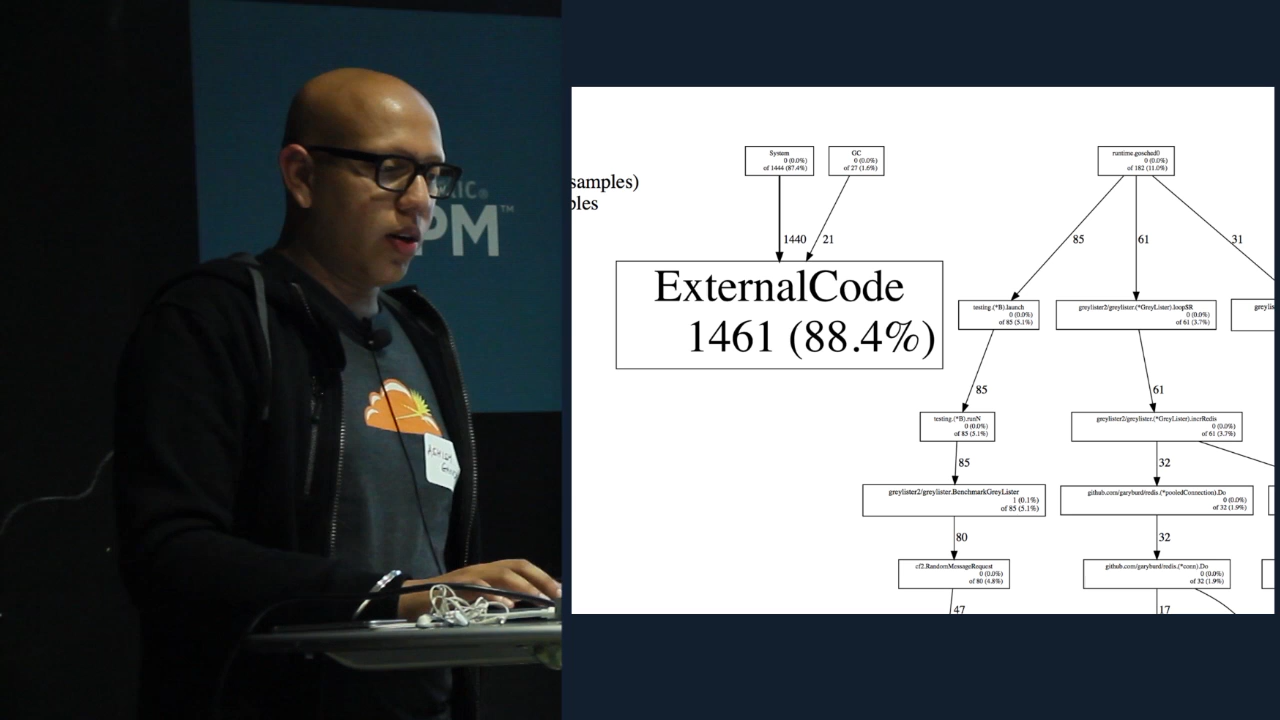 LIC®
PM™
samples)
ples
System
0 (0.0%)
of 1444 (87.4%)
GC
0 (0.0%)
of 27 (1.6%)
runtime.gosched0
0 (0.0%)
of 182 (11.0%)
1440
21
85
61
31
ExternalCode
1461 (88.4%)
testing.(*B).launch
0 (0.0%)
of 85 (5.1%)
greylister2/greylister.(*GreyLister).loopSR
0 (0.0%)
of 61 (3.7%)
greylis
85
61
testing.(*B).runN
0 (0.0%)
of 85 (5.1%)
greylister2/greylister.(*GreyLister).incrRedis
0 (0.0%)
of 61 (3.7%)
85
32
greylister2/greylister.BenchmarkGreyLister
1 (0.1%)
of 85 (5.1%)
github.com/garyburd/redis.(*pooledConnection).Do
0 (0.0%)
of 32 (1.9%)
80
32
cf2.RandomMessageRequest
0 (0.0%)
of 80 (4.8%)
github.com/garyburd/redis.(*conn).Do
0 (0.0%)
of 32 (1.9%)
47
17